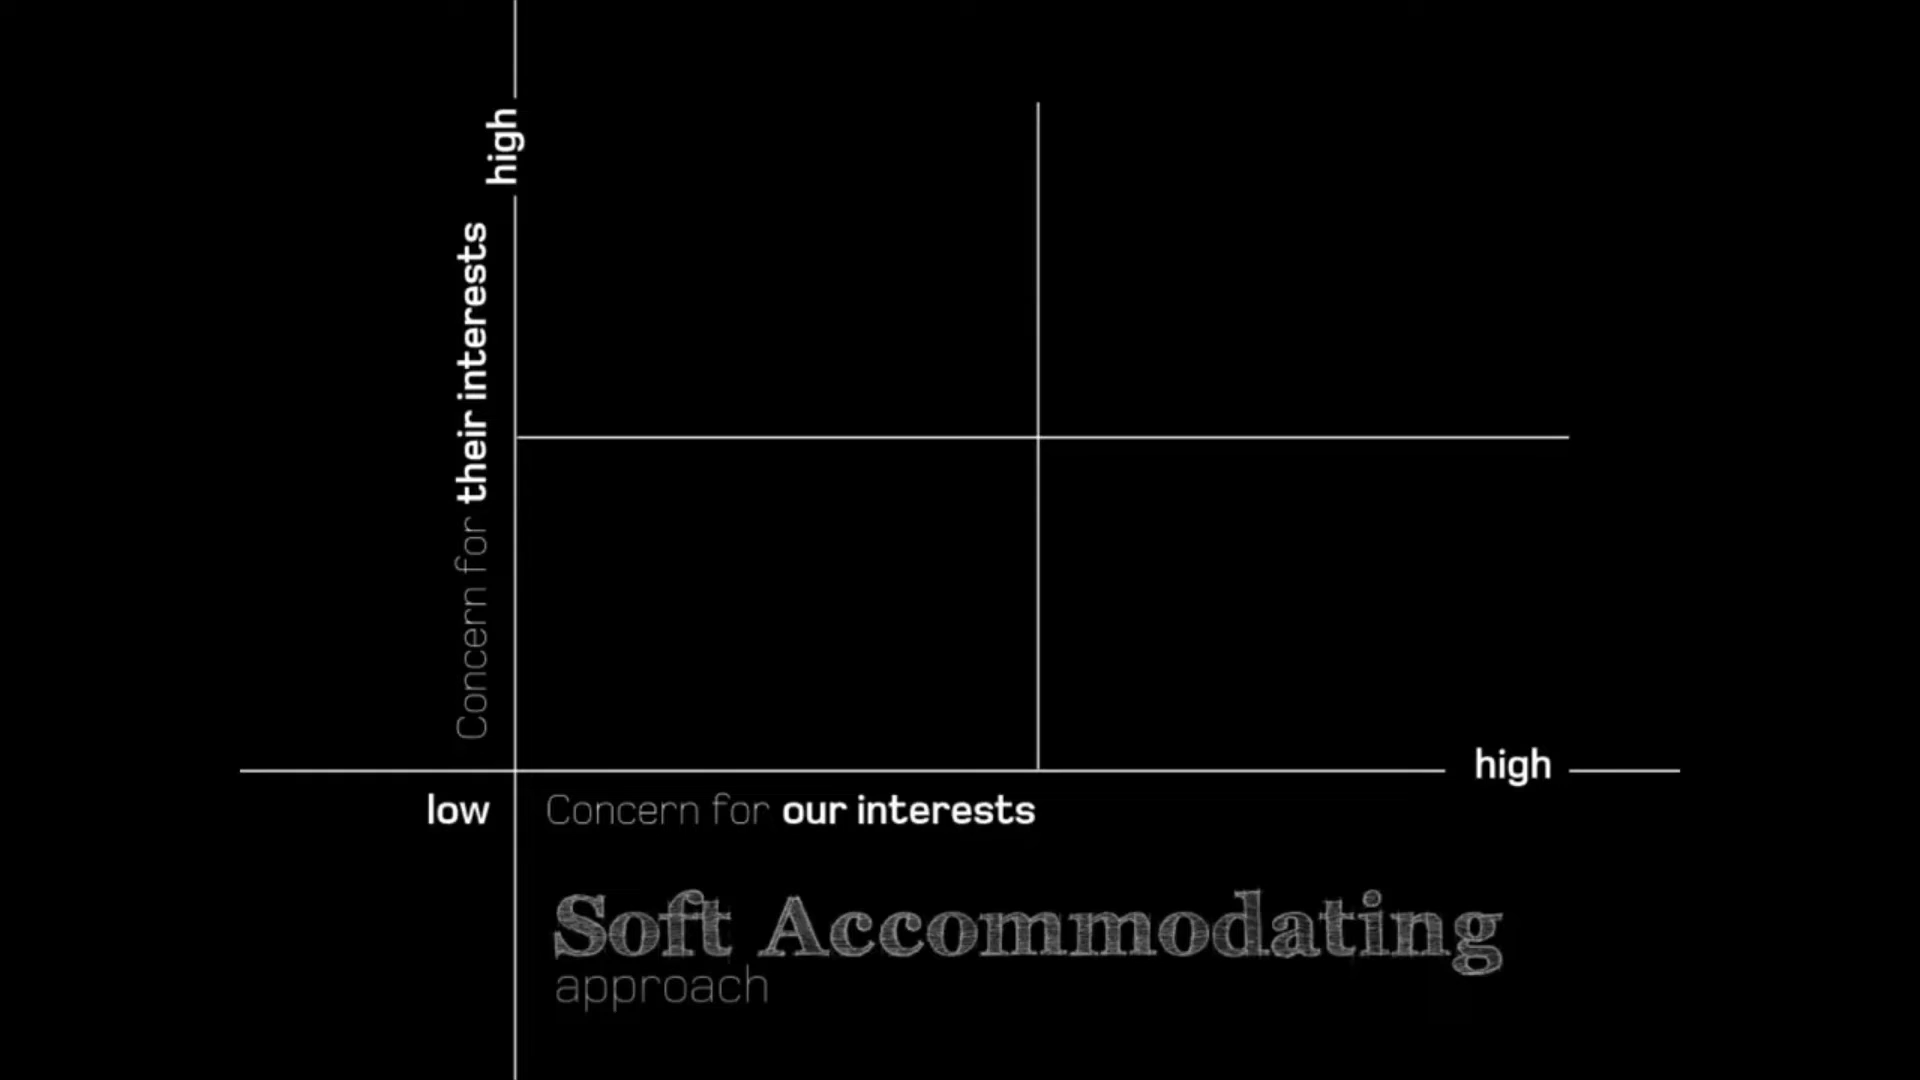 high
Concern for their interests
high
low
Concern for our interests
Soft Accommodating
approach